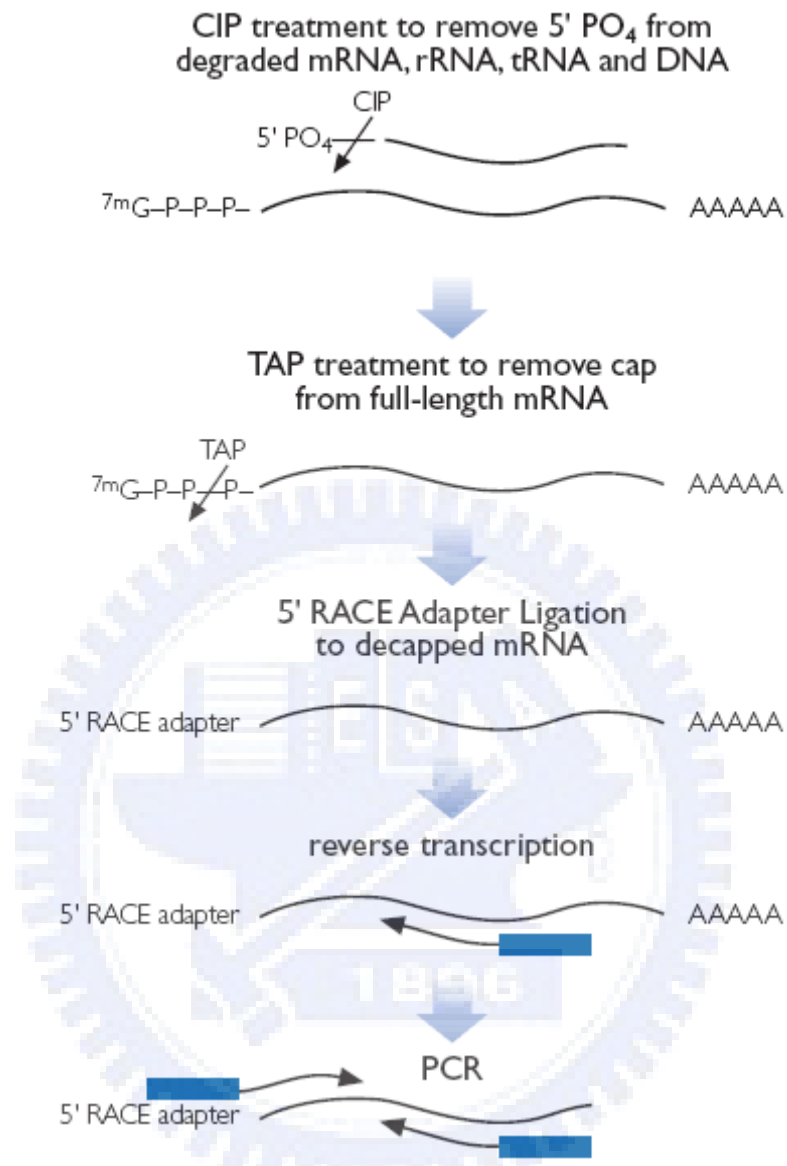 CIP treatment to remove 5' PO₄ from
degraded mRNA, rRNA, tRNA and DNA
CIP
5' PO₄
⁷ᵐG–P–P–P–
AAAAA
TAP treatment to remove cap
from full-length mRNA
TAP
⁷ᵐG–P–P–P–
AAAAA
5' RACE Adapter Ligation
to decapped mRNA
5' RACE adapter
AAAAA
reverse transcription
5' RACE adapter
AAAAA
1896
PCR
5' RACE adapter